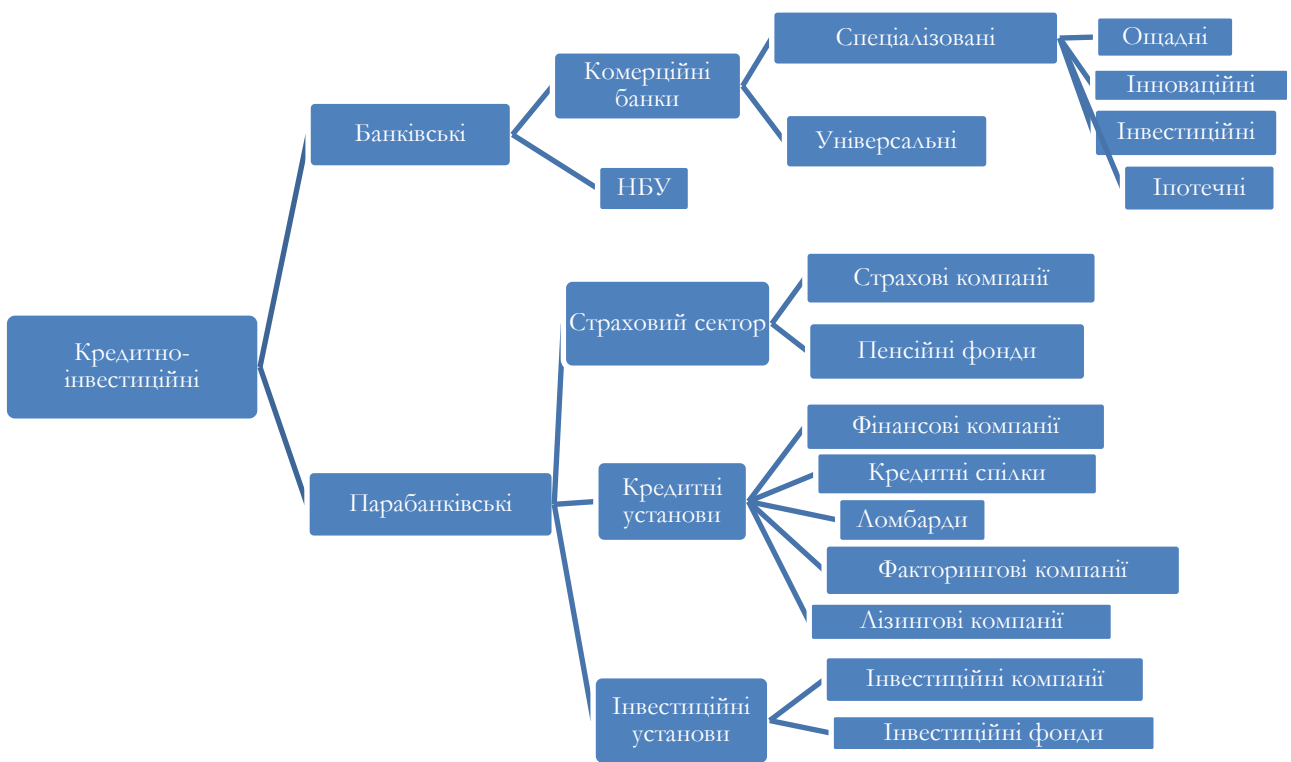 Кредитно-
інвестиційні
Банківські
Комерційні
банки
Спеціалізовані
Ощадні
Інноваційні
Інвестиційні
Іпотечні
Універсальні
НБУ
Парабанківські
Страховий сектор
Страхові компанії
Пенсійні фонди
Кредитні
установи
Фінансові компанії
Кредитні спілки
Ломбарди
Факторингові компанії
Лізингові компанії
Інвестиційні
установи
Інвестиційні компанії
Інвестиційні фонди